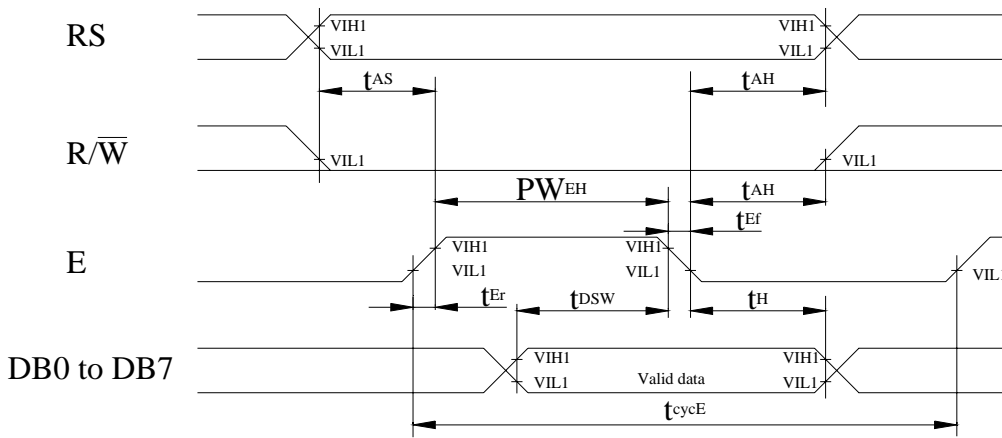 RS
VIH1
VIL1
VIH1
VIL1
tAS
tAH
R/W̅
VIL1
VIL1
PWEH
tAH
tEf
E
VIH1
VIL1
VIH1
VIL1
VIL1
tEr
tDSW
tH
DB0 to DB7
VIH1
VIL1
Valid data
VIH1
VIL1
tcycE